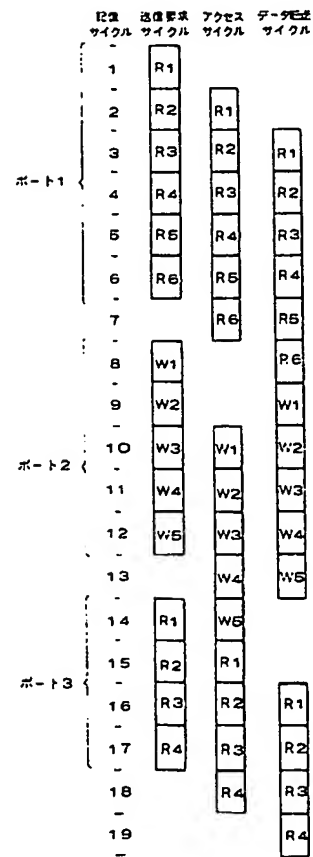 記憶 送信要求 アクセス データ転送
サイクル サイクル サイクル サイクル
1 R1
2 R2 R1
3 R3 R2 R1
ポート1
4 R4 R3 R2
5 R5 R4 R3
6 R6 R5 R4
7 R6 R5
8 W1 R6
9 W2 W1
10 W3 W1 W2
ポート2
11 W4 W2 W3
12 W5 W3 W4
13 W4 W5
14 R1 W5
15 R2 R1
ポート3
16 R3 R2 R1
17 R4 R3 R2
18 R4 R3
19 R4